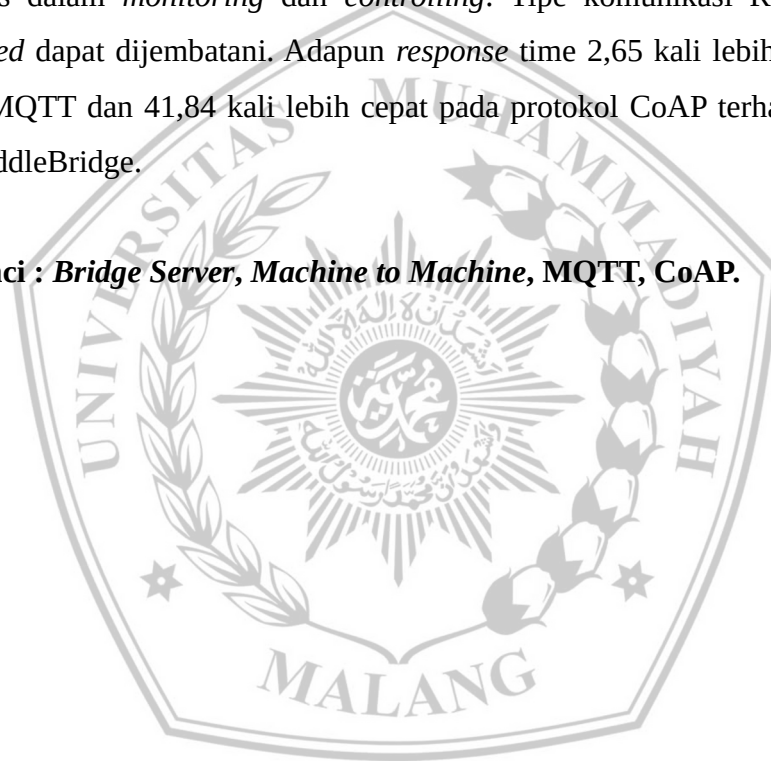 s dalam monitoring dan controlling. Tipe komunikasi R
ed dapat dijembatani. Adapun response time 2,65 kali lebih
MQTT dan 41,84 kali lebih cepat pada protokol CoAP terha
ddleBridge.
nci : Bridge Server, Machine to Machine, MQTT, CoAP.
UNIVERSITAS MUHAMMADIYAH
MALANG